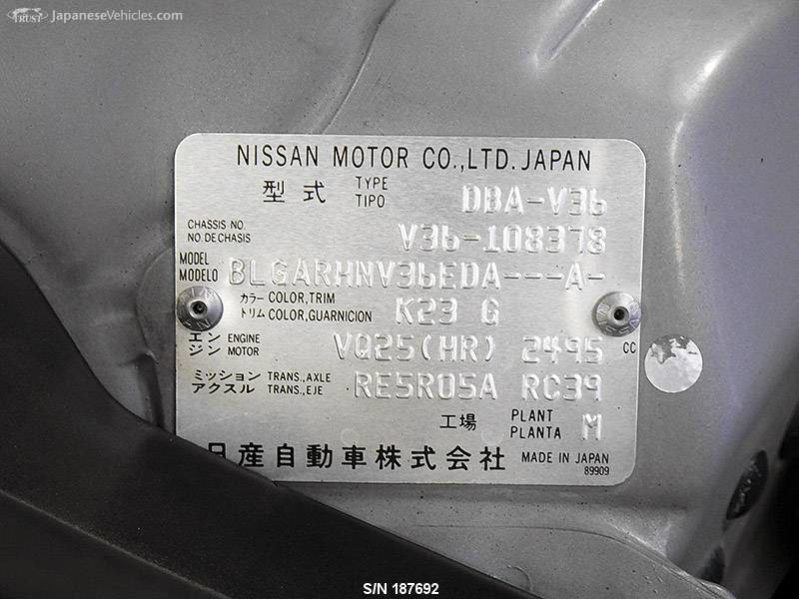 TRUST JapaneseVehicles.com
NISSAN MOTOR CO.,LTD. JAPAN
型式 TYPE TIPO DBA-V36
CHASSIS NO. NO. DE CHASIS V36-108378
MODEL MODELO BLGARHNV36EDA---A-
カラー COLOR, TRIM トリム COLOR, GUARNICION K23 G
エンジン ENGINE MOTOR VQ25(HR) 2495 CC
ミッション TRANS., AXLE アクスル TRANS., EJE RE5R05A RC39
工場 PLANT PLANTA M
日産自動車株式会社 MADE IN JAPAN
89909
S/N 187692